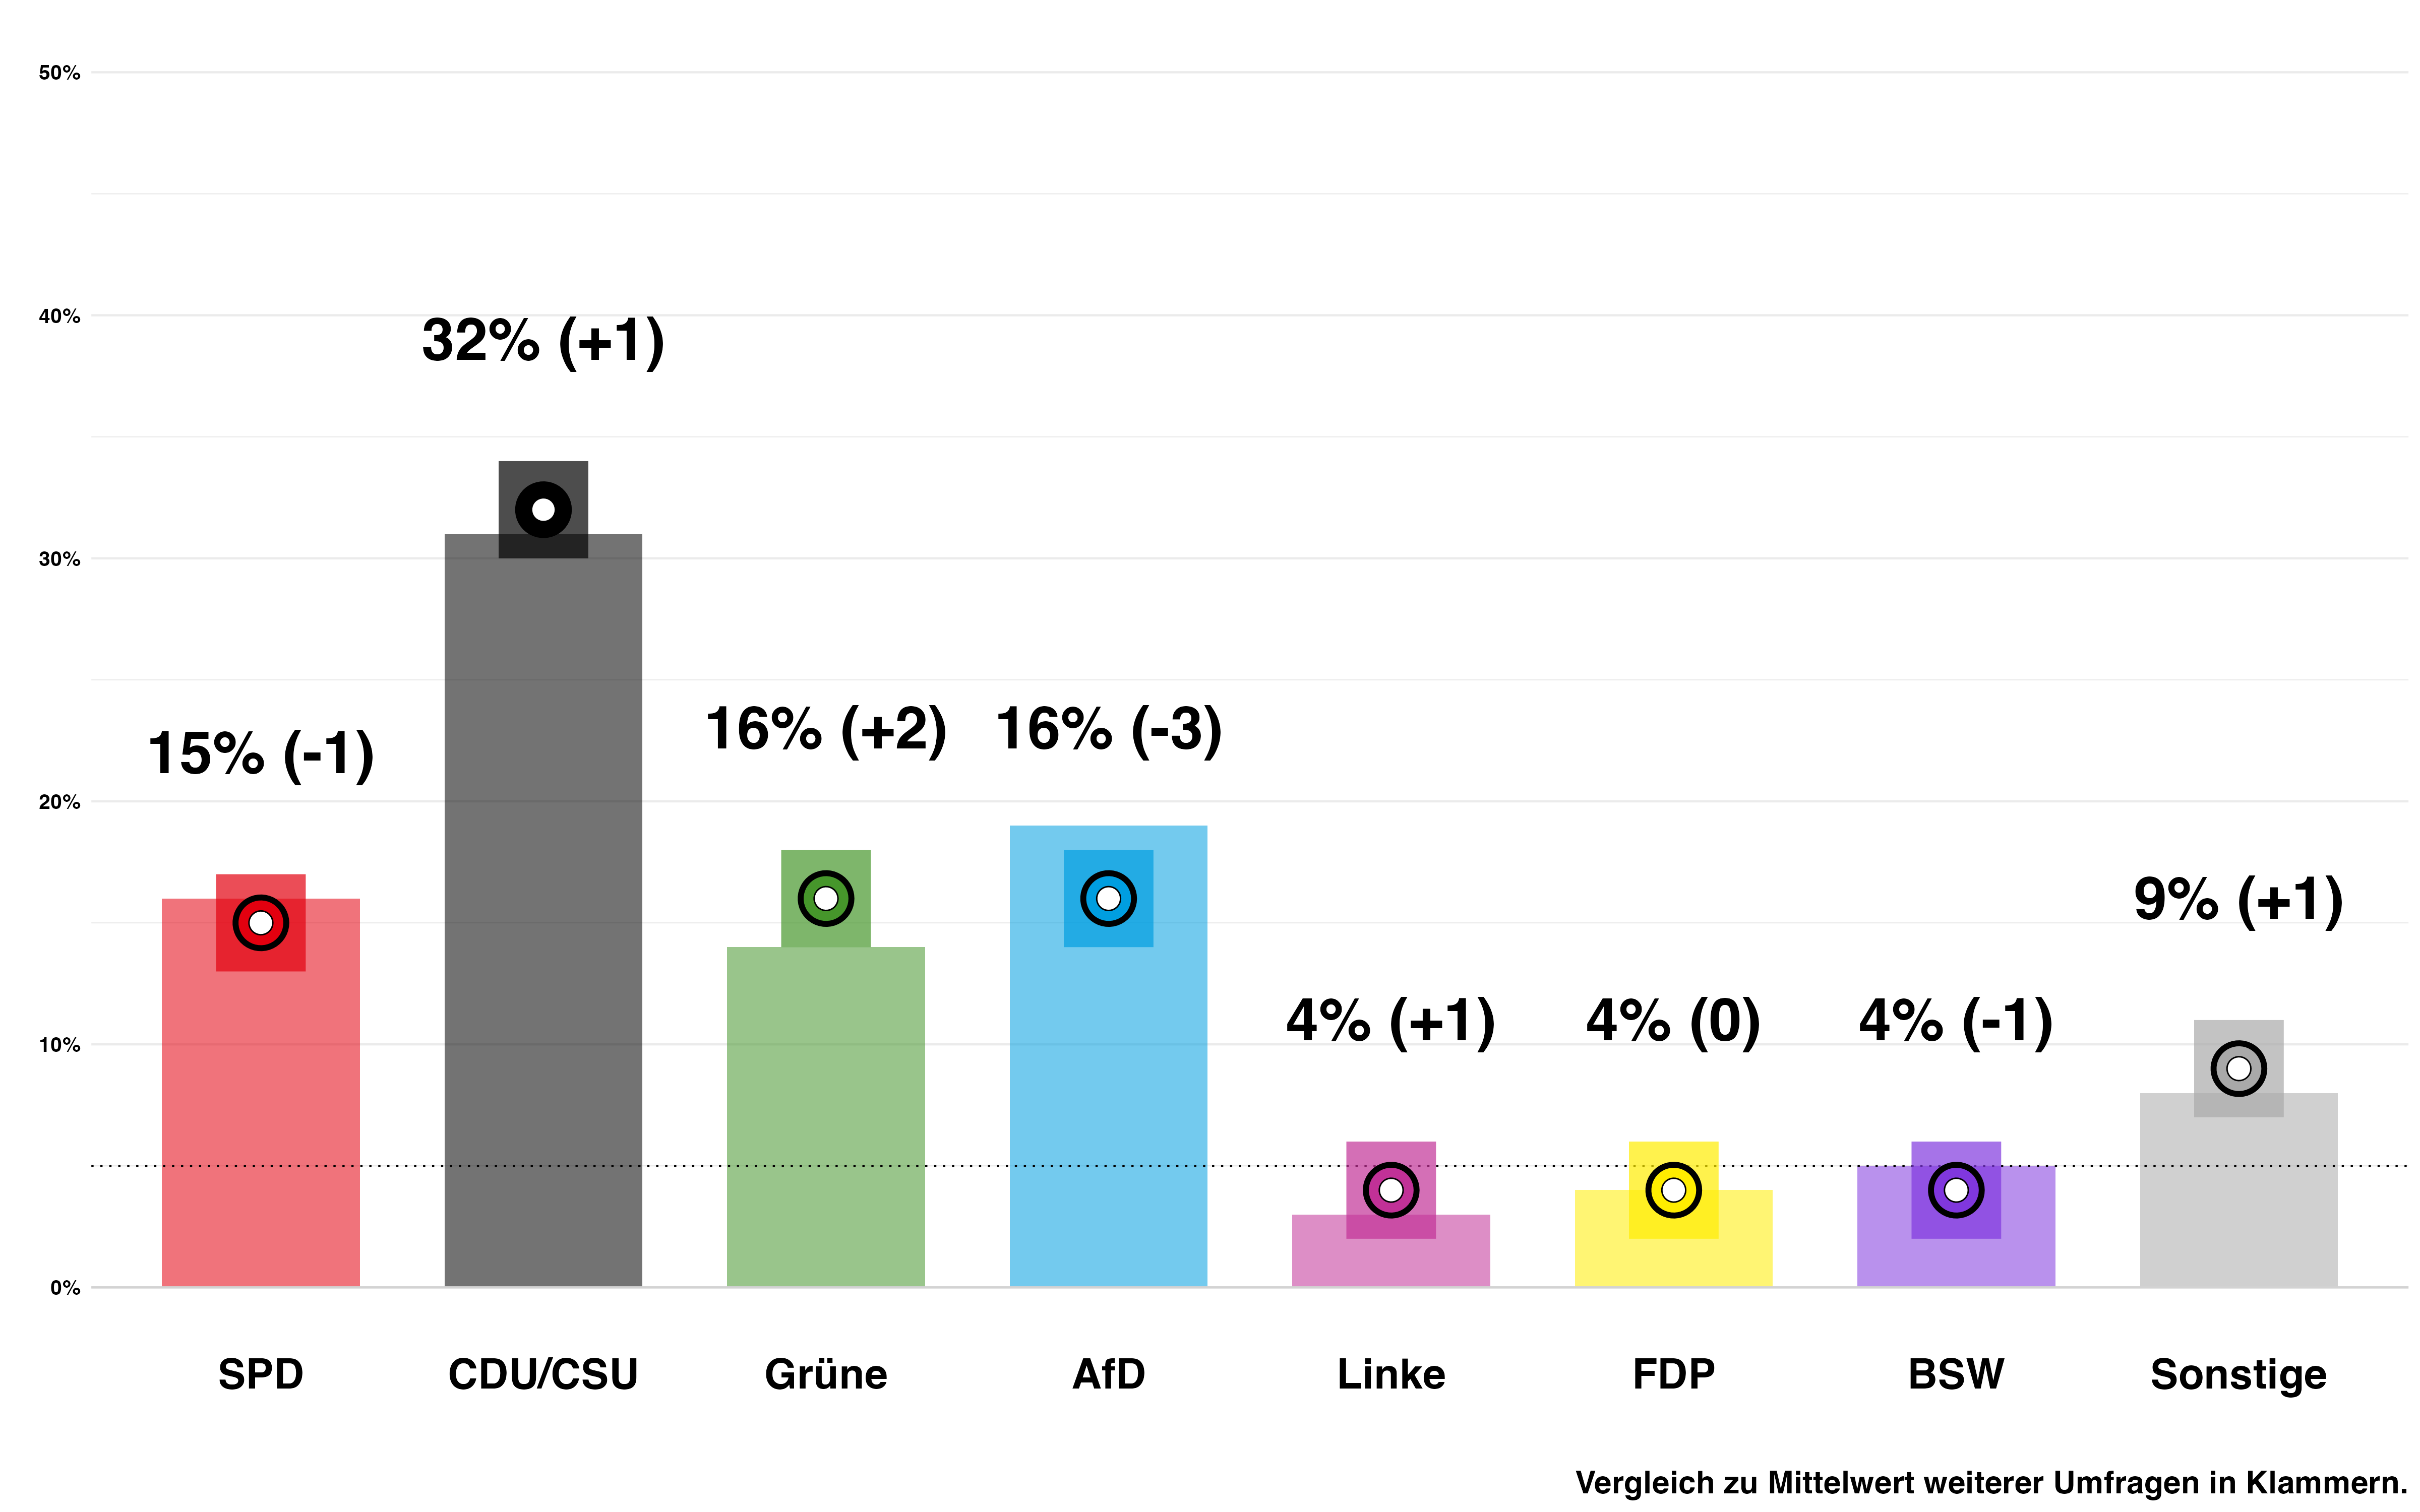 50%
40%
32% (+1)
30%
16% (+2) 16% (-3)
15% (-1)
20%
9% (+1)
4% (+1) 4% (0) 4% (-1)
10%
0%
SPD CDU/CSU Grüne AfD Linke FDP BSW Sonstige
Vergleich zu Mittelwert weiterer Umfragen in Klammern.